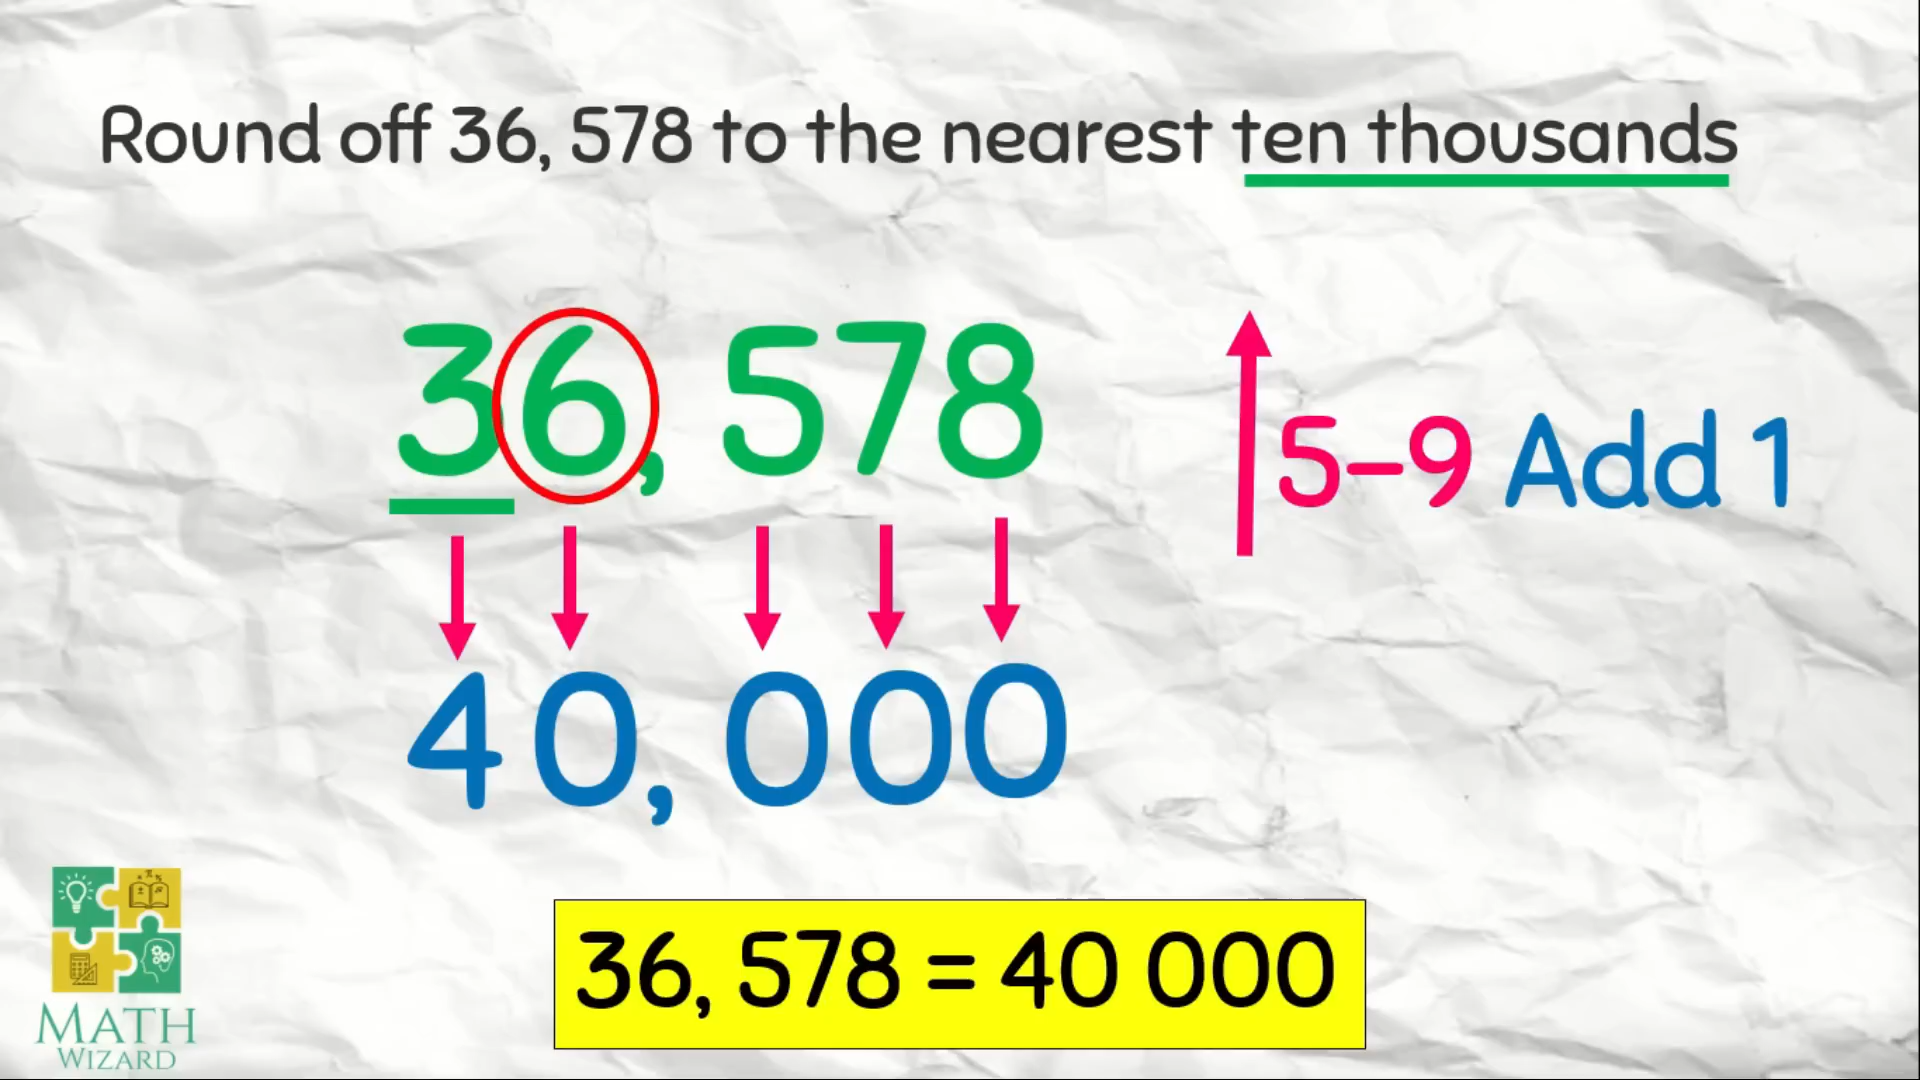 Round off 36, 578 to the nearest ten thousands
36, 578
5-9 Add 1
40, 000
36, 578 = 40 000
MATH
WIZARD